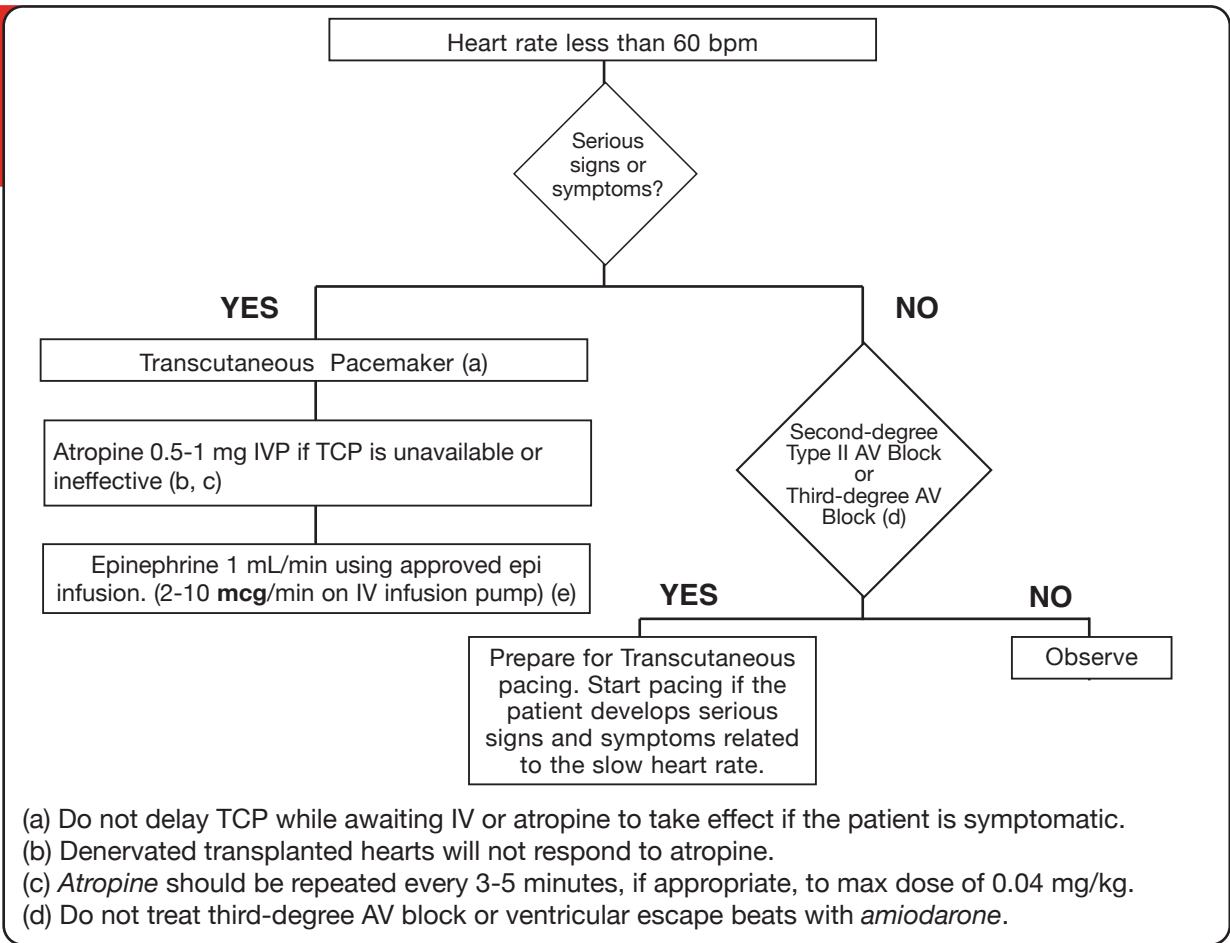 Heart rate less than 60 bpm
Serious
signs or
symptoms?
YES
NO
Transcutaneous Pacemaker (a)
Atropine 0.5-1 mg IVP if TCP is unavailable or
ineffective (b, c)
Epinephrine 1 mL/min using approved epi
infusion. (2-10 mcg/min on IV infusion pump) (e)
Second-degree
Type II AV Block
or
Third-degree AV
Block (d)
YES
NO
Prepare for Transcutaneous
pacing. Start pacing if the
patient develops serious
signs and symptoms related
to the slow heart rate.
Observe
(a) Do not delay TCP while awaiting IV or atropine to take effect if the patient is symptomatic.
(b) Denervated transplanted hearts will not respond to atropine.
(c) Atropine should be repeated every 3-5 minutes, if appropriate, to max dose of 0.04 mg/kg.
(d) Do not treat third-degree AV block or ventricular escape beats with amiodarone.